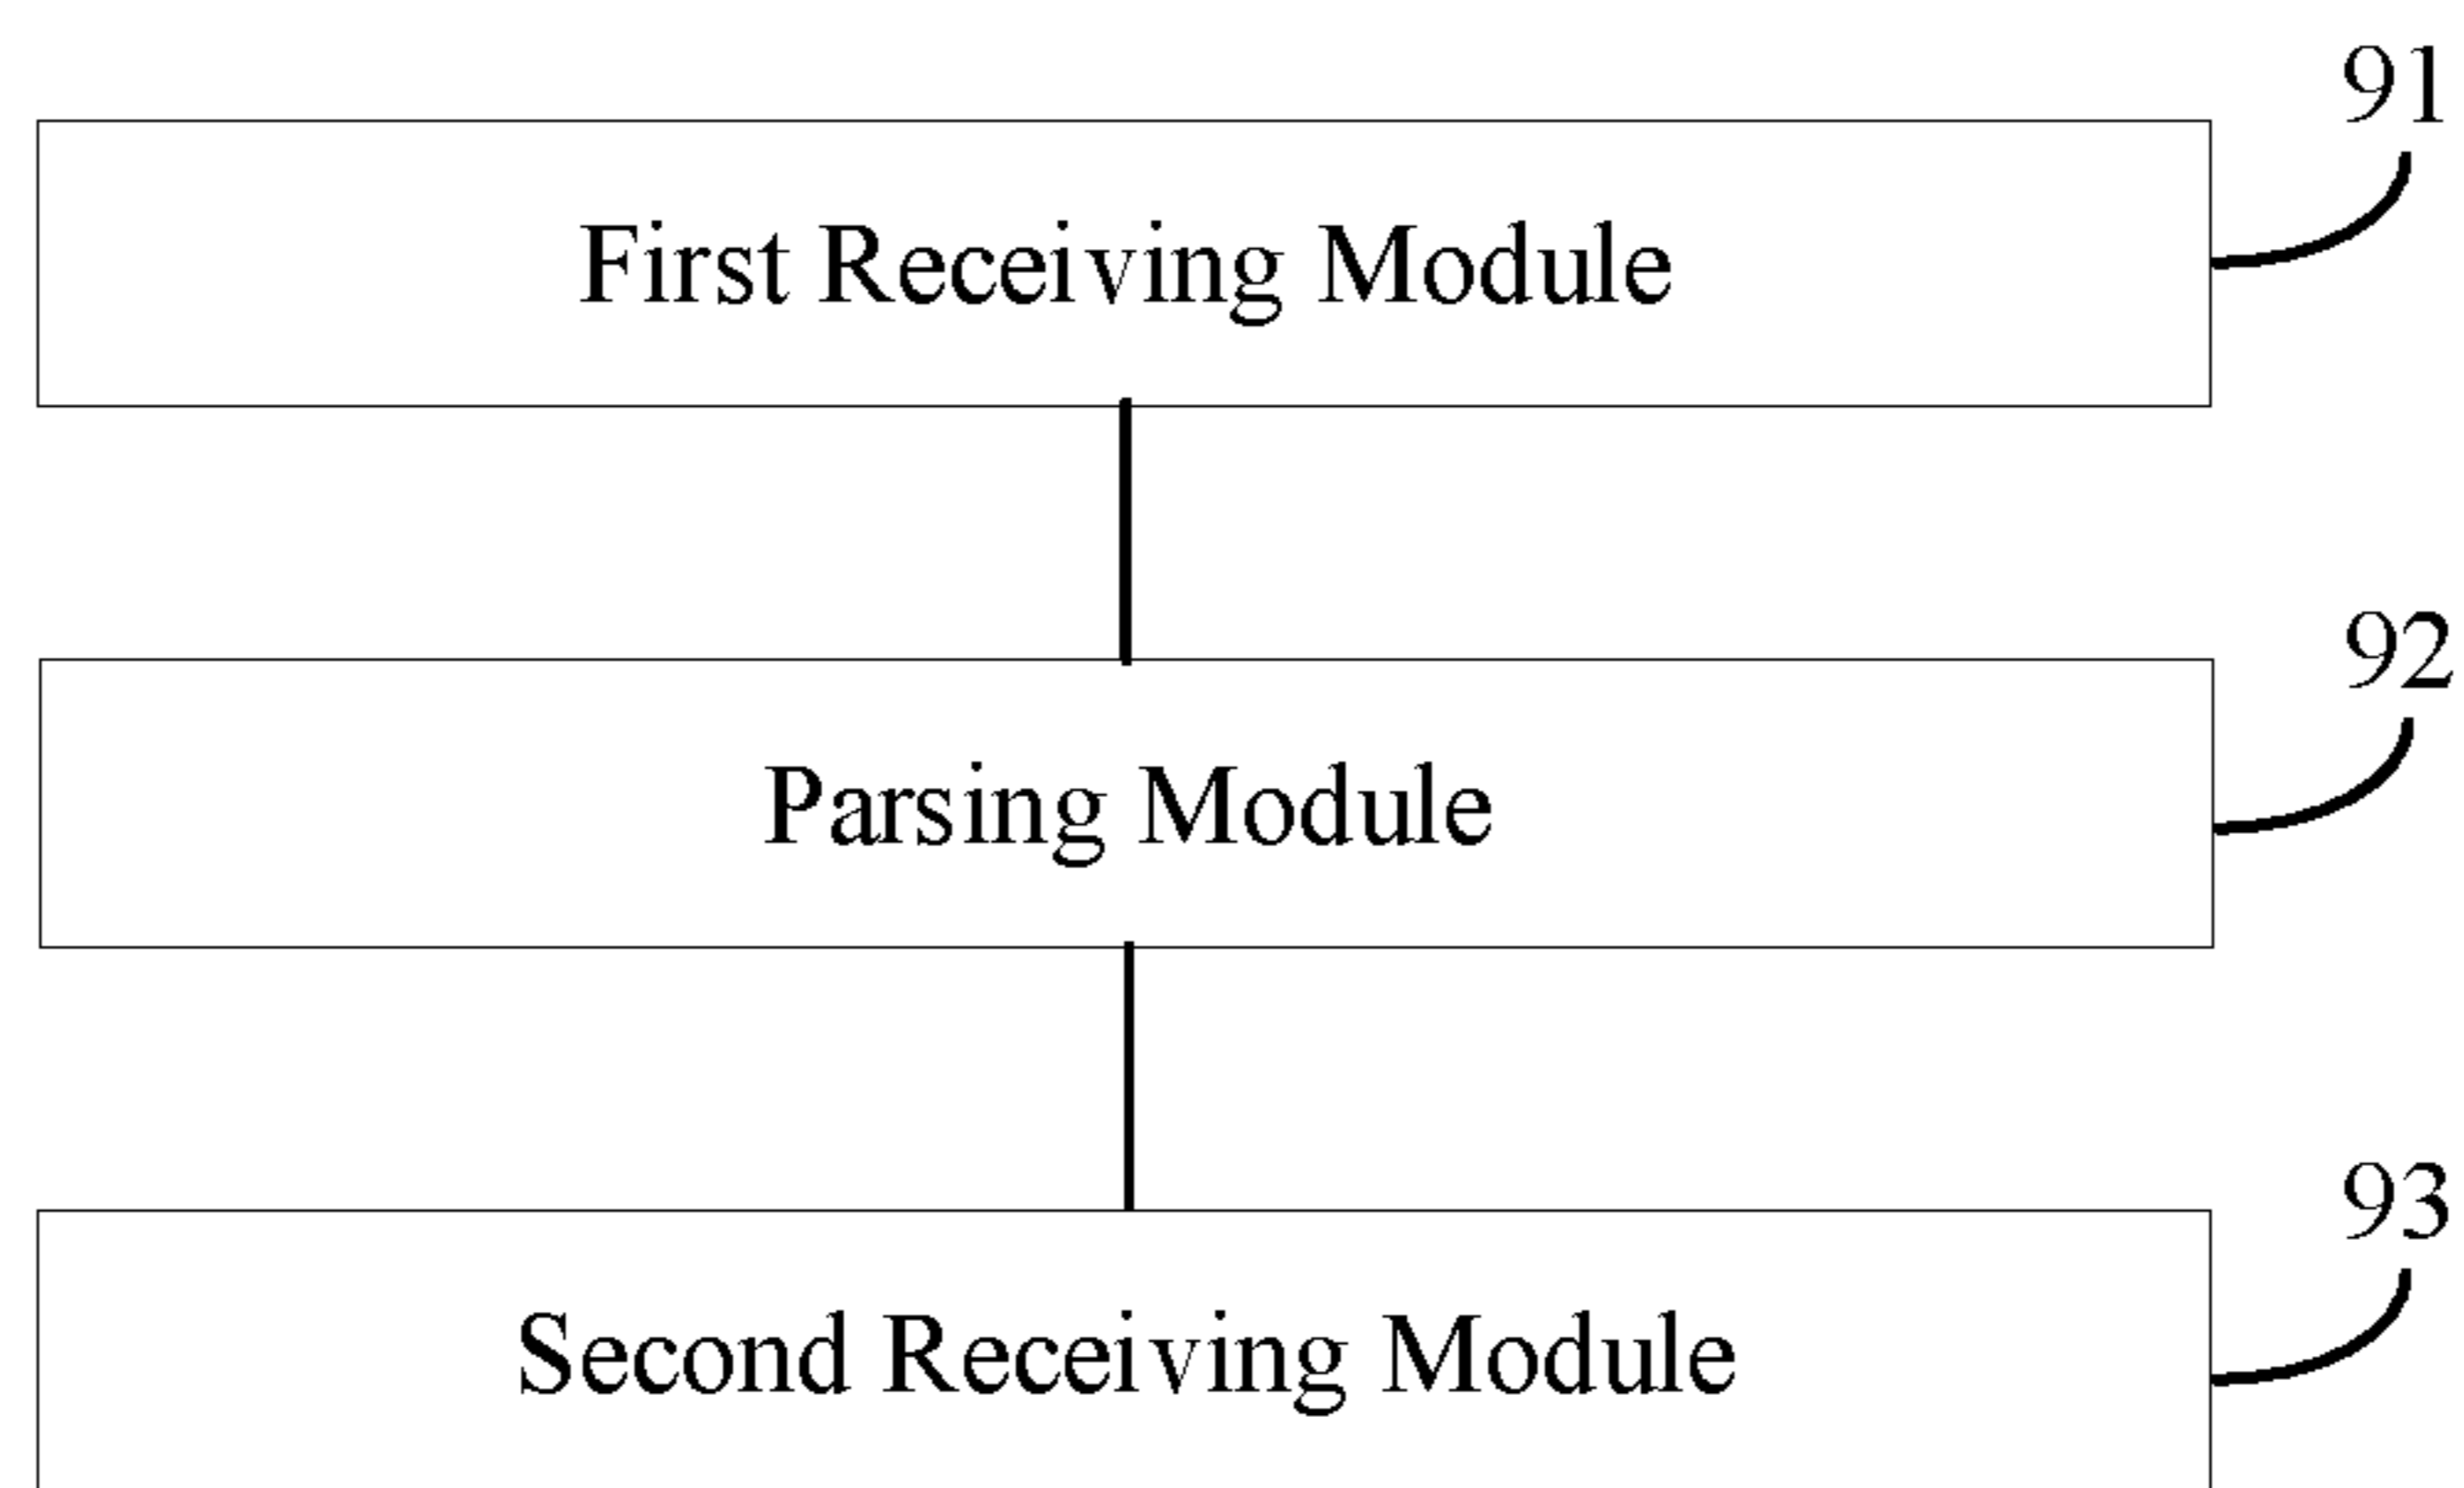 91
First Receiving Module
92
Parsing Module
93
Second Receiving Module